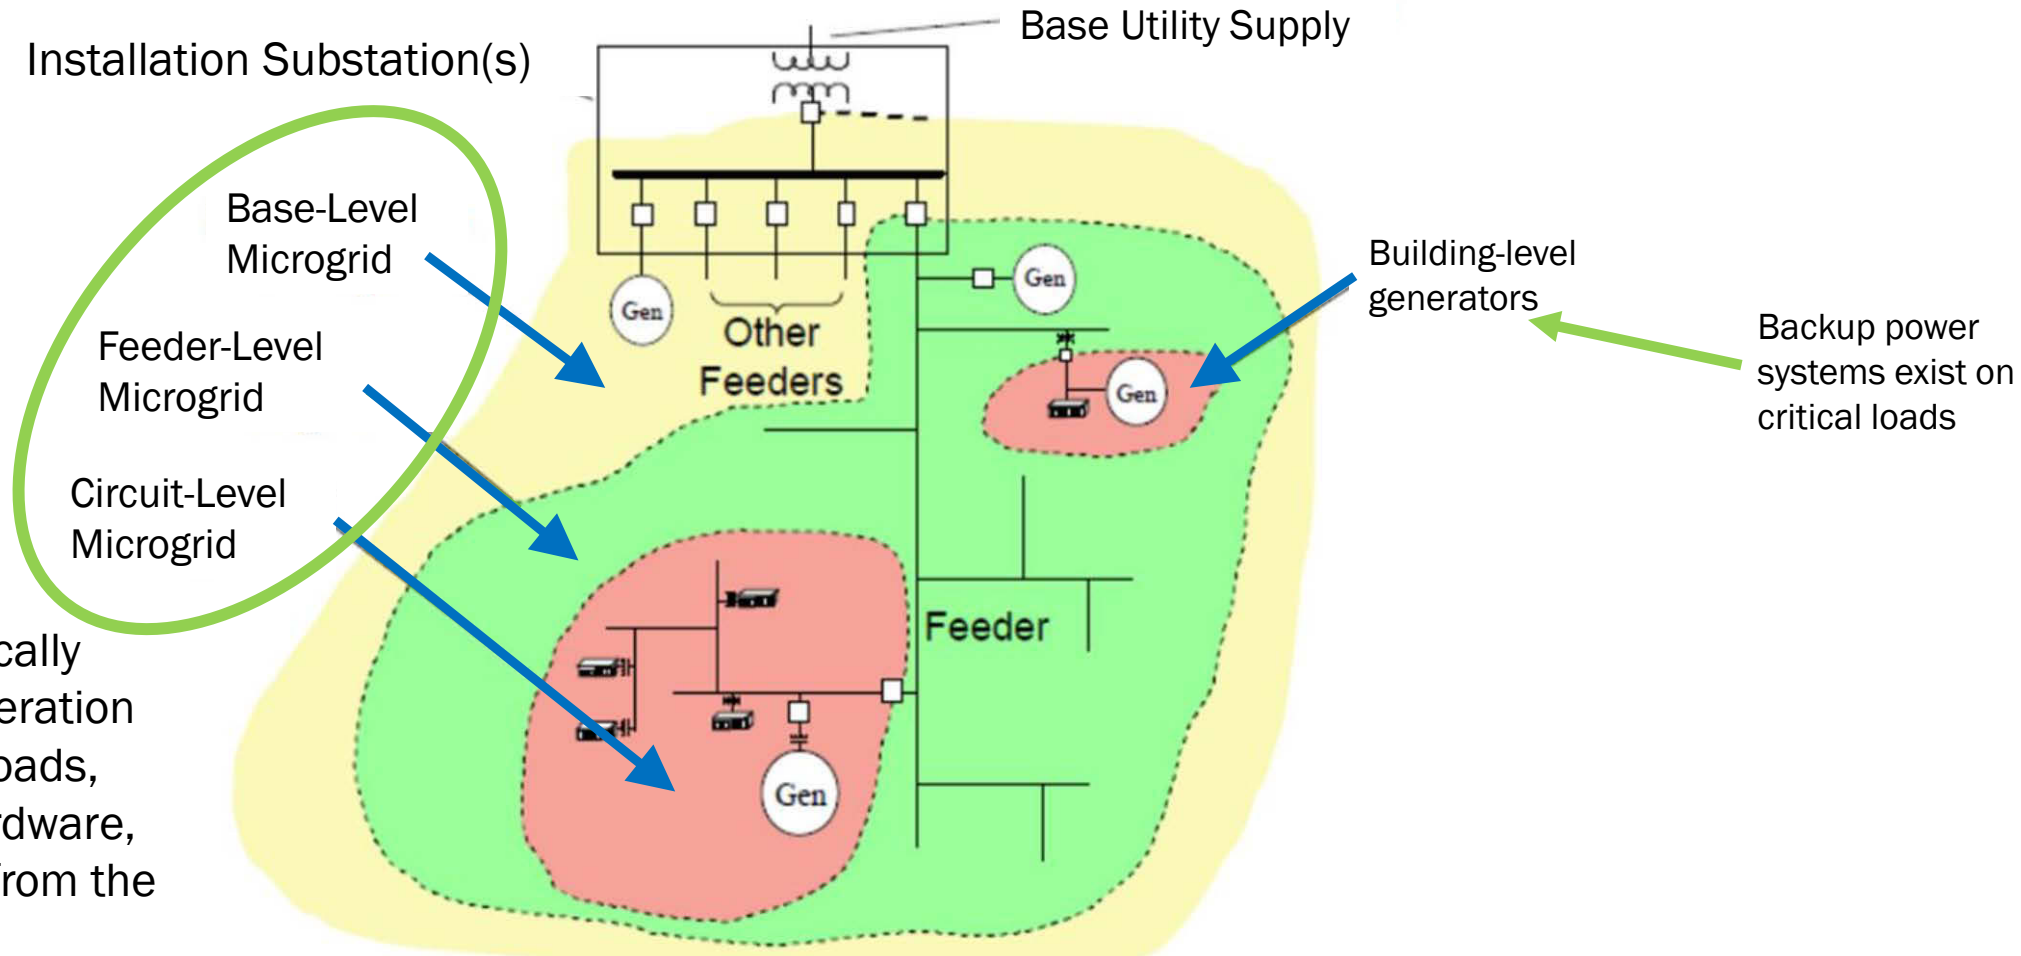 Base Utility Supply
Installation Substation(s)
Base-Level
Microgrid
Feeder-Level
Microgrid
Circuit-Level
Microgrid
Gen
Other
Feeders
Gen
Gen
Building-level
generators
Backup power
systems exist on
critical loads
Feeder
Gen
cally
eration
oads,
rdware,
from the